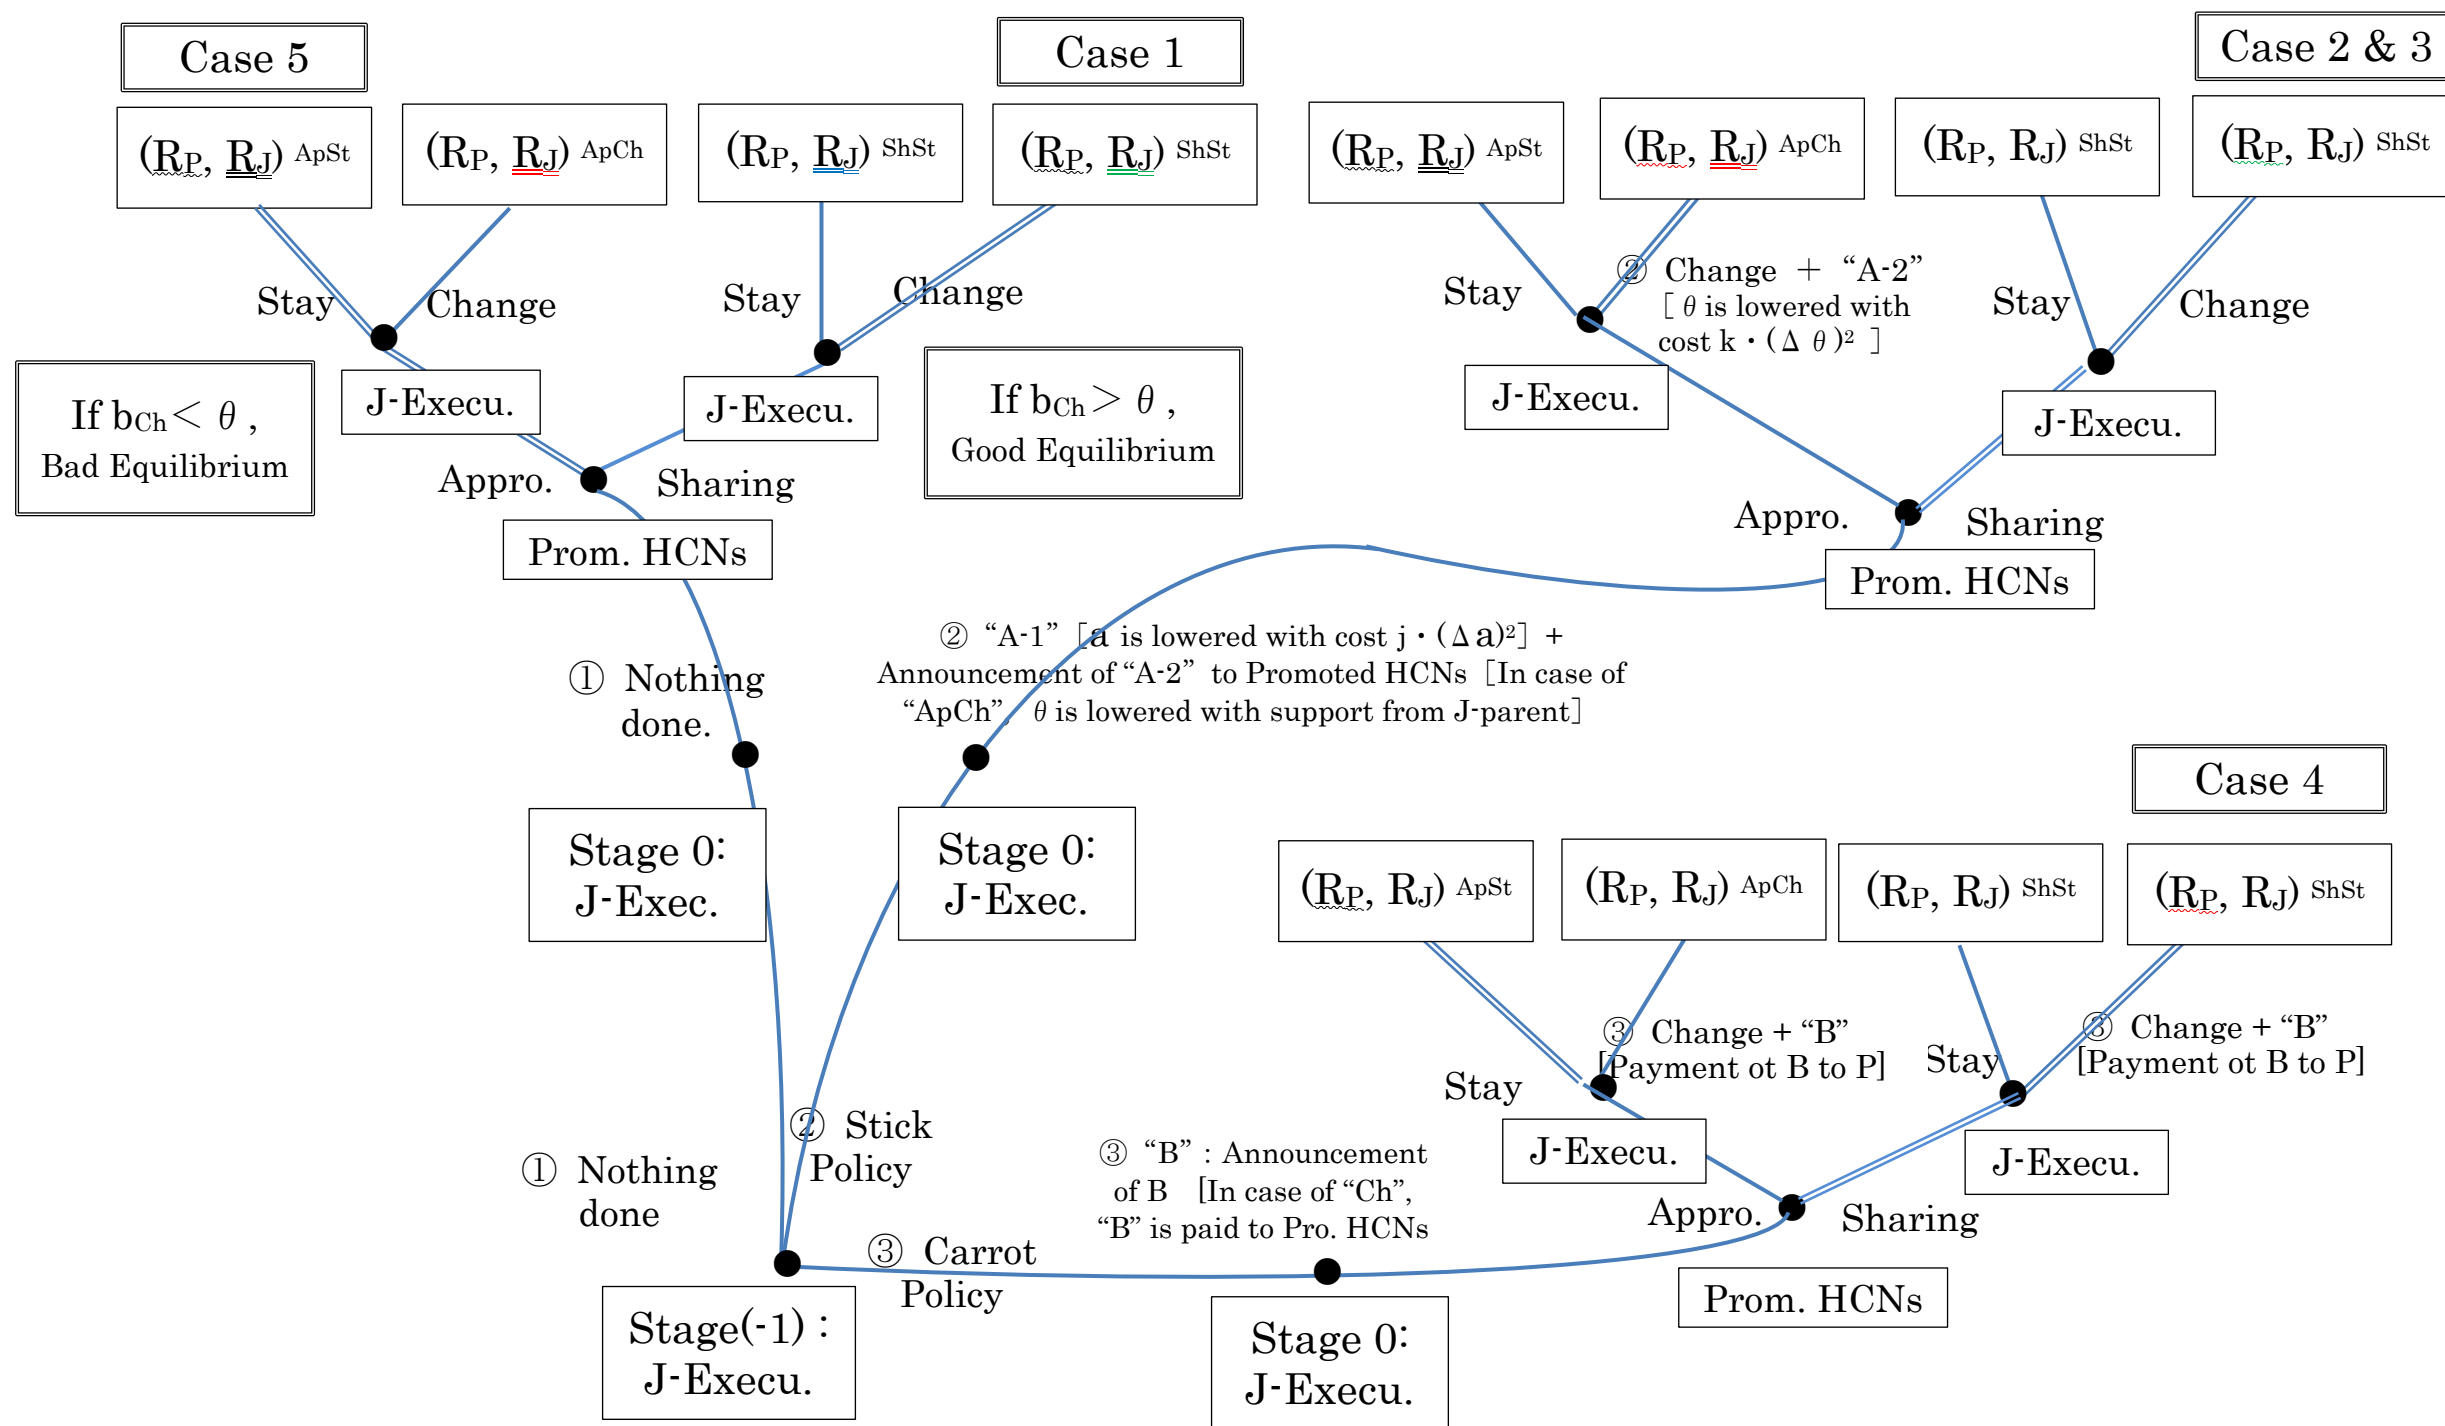 Case 5
Case 1
Case 2 & 3
(RP, RJ) ApSt
(RP, RJ) ApCh
(RP, RJ) ShSt
(RP, RJ) ShSt
(RP, RJ) ApSt
(RP, RJ) ApCh
(RP, RJ) ShSt
(RP, RJ) ShSt
Stay
Change
Stay
Change
Stay
② Change + “A-2”
[ θ is lowered with
cost k・(Δ θ)² ]
Stay
Change
If bCh< θ ,
Bad Equilibrium
J-Execu.
J-Execu.
If bCh> θ ,
Good Equilibrium
J-Execu.
J-Execu.
Appro.
Sharing
Appro.
Sharing
Prom. HCNs
Prom. HCNs
① Nothing
done.
② “A-1” [a is lowered with cost j・(Δa)²] +
Announcement of “A-2” to Promoted HCNs [In case of
“ApCh”, θ is lowered with support from J-parent]
Case 4
Stage 0:
J-Exec.
Stage 0:
J-Exec.
(RP, RJ) ApSt
(RP, RJ) ApCh
(RP, RJ) ShSt
(RP, RJ) ShSt
Stay
③ Change + “B”
[Payment ot B to P]
Stay
③ Change + “B”
[Payment ot B to P]
J-Execu.
J-Execu.
① Nothing
done
② Stick
Policy
③ “B” : Announcement
of B [In case of “Ch”,
“B” is paid to Pro. HCNs
Appro.
Sharing
③ Carrot
Policy
Prom. HCNs
Stage(-1) :
J-Execu.
Stage 0:
J-Execu.